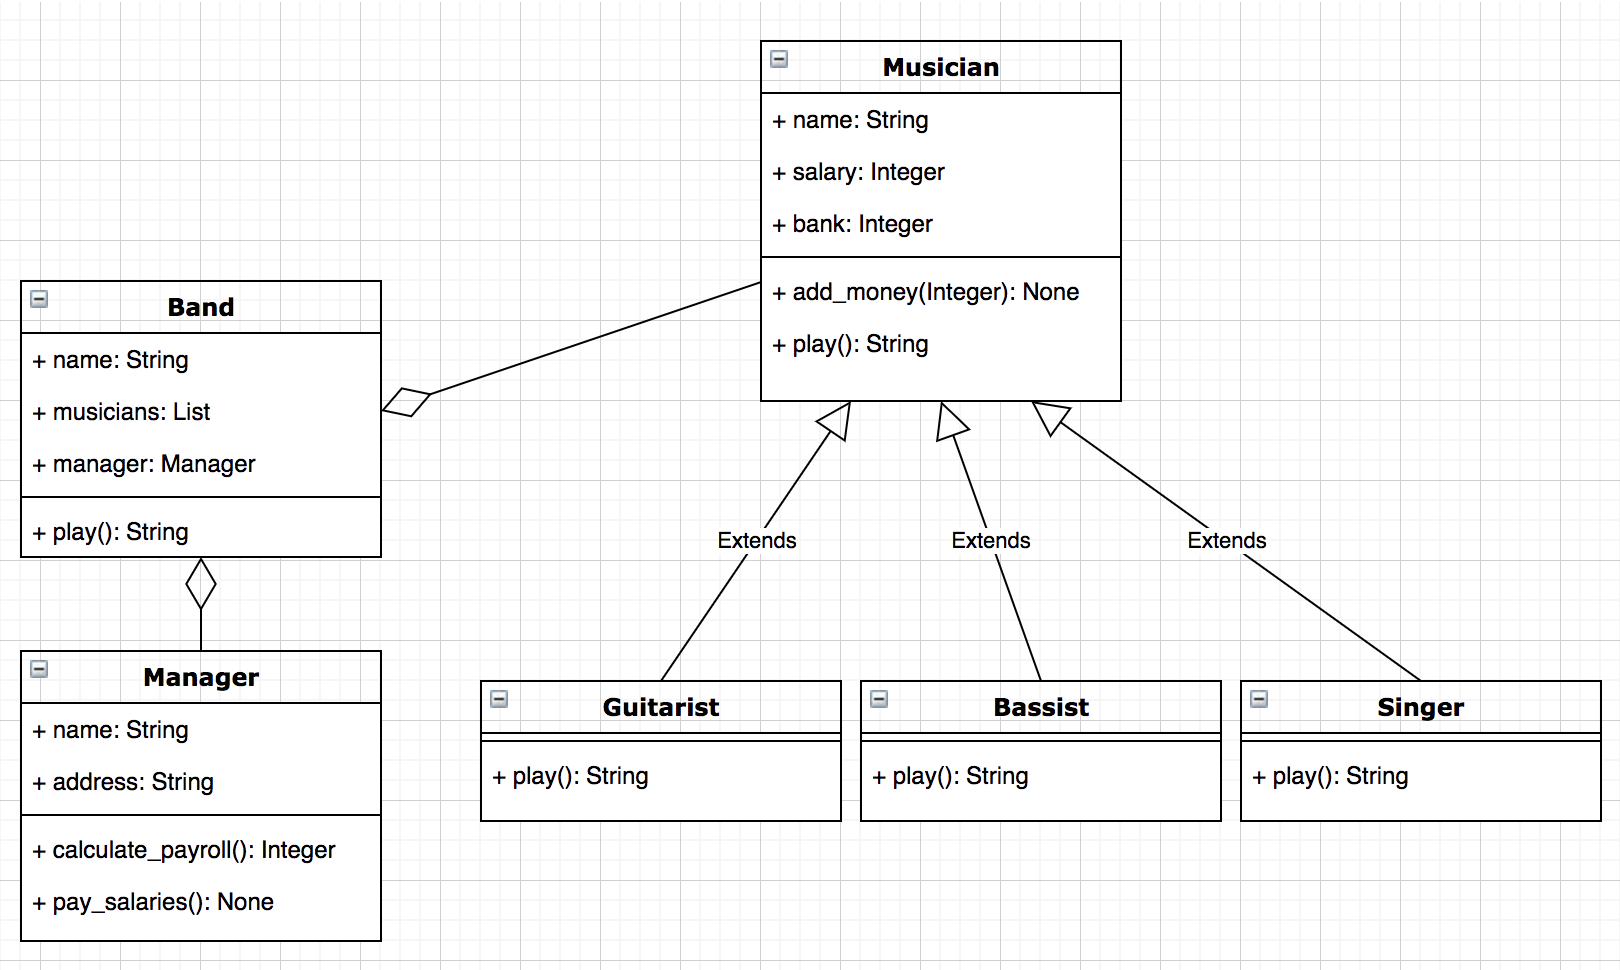 Musician
+ name: String
+ salary: Integer
+ bank: Integer
+ add_money(Integer): None
+ play(): String
Band
+ name: String
+ musicians: List
+ manager: Manager
+ play(): String
Extends
Extends
Extends
Manager
+ name: String
+ address: String
+ calculate_payroll(): Integer
+ pay_salaries(): None
Guitarist
+ play(): String
Bassist
+ play(): String
Singer
+ play(): String